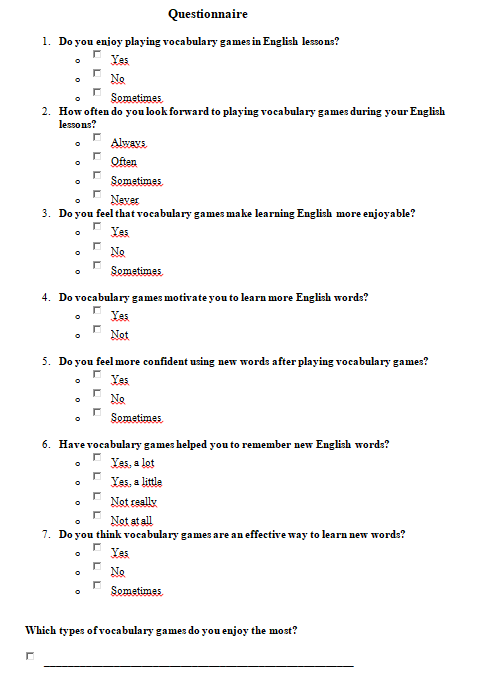 Questionnaire
1. Do you enjoy playing vocabulary games in English lessons?
Yes
No
Sometimes
2. How often do you look forward to playing vocabulary games during your English
lessons?
Always
Often
Sometimes
Never
3. Do you feel that vocabulary games make learning English more enjoyable?
Yes
No
Sometimes
4. Do vocabulary games motivate you to learn more English words?
Yes
Not
5. Do you feel more confident using new words after playing vocabulary games?
Yes
No
Sometimes
6. Have vocabulary games helped you to remember new English words?
Yes, a lot
Yes, a little
Not really
Not at all
7. Do you think vocabulary games are an effective way to learn new words?
Yes
No
Sometimes
Which types of vocabulary games do you enjoy the most?